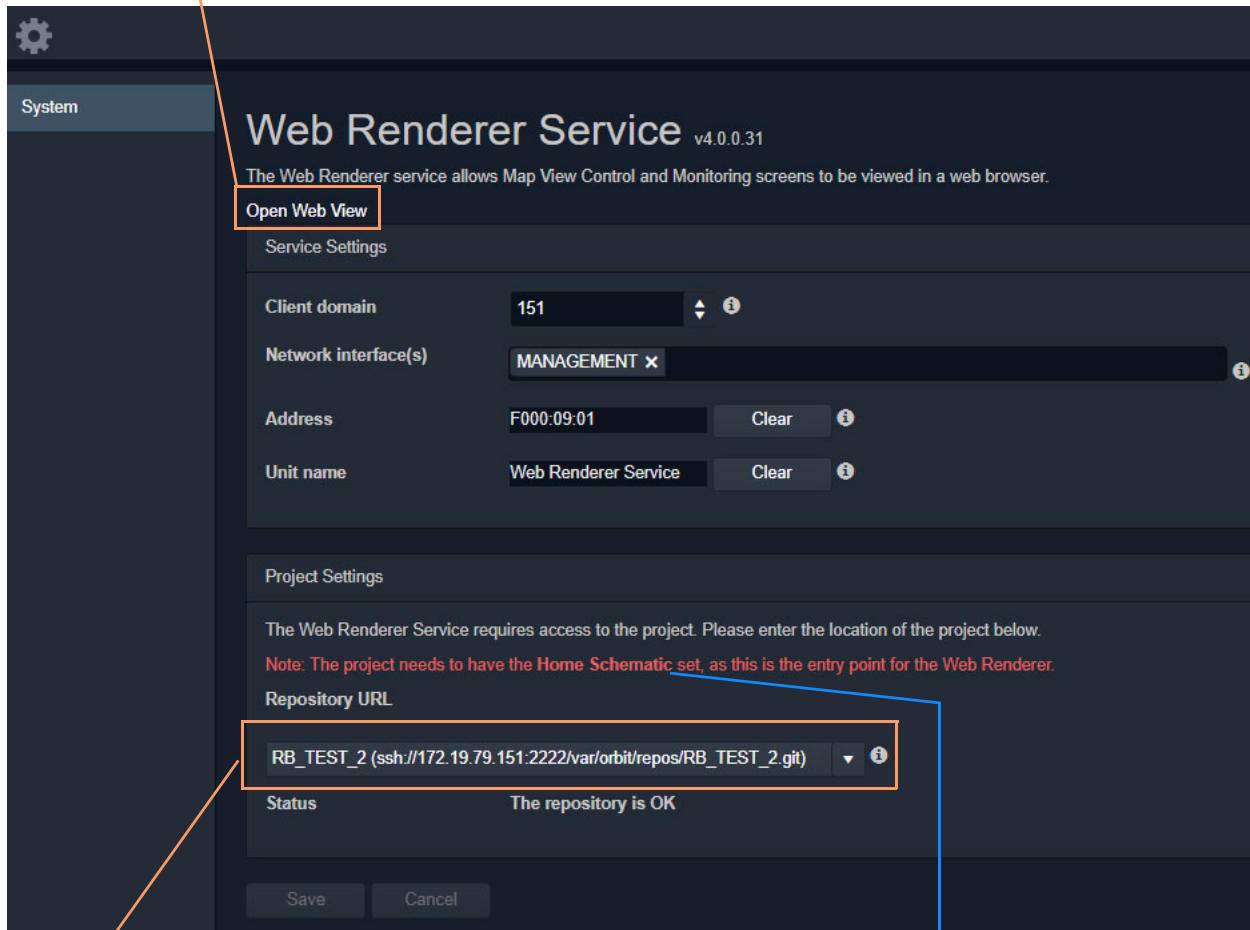 System
Web Renderer Service v4.0.0.31
The Web Renderer service allows Map View Control and Monitoring screens to be viewed in a web browser.
Open Web View
Service Settings
Client domain 151
Network interface(s) MANAGEMENT ×
Address F000:09:01 Clear
Unit name Web Renderer Service Clear
Project Settings
The Web Renderer Service requires access to the project. Please enter the location of the project below.
Note: The project needs to have the Home Schematic set, as this is the entry point for the Web Renderer.
Repository URL
RB_TEST_2 (ssh://172.19.79.151:2222/var/orbit/repos/RB_TEST_2.git)
Status The repository is OK
Save Cancel